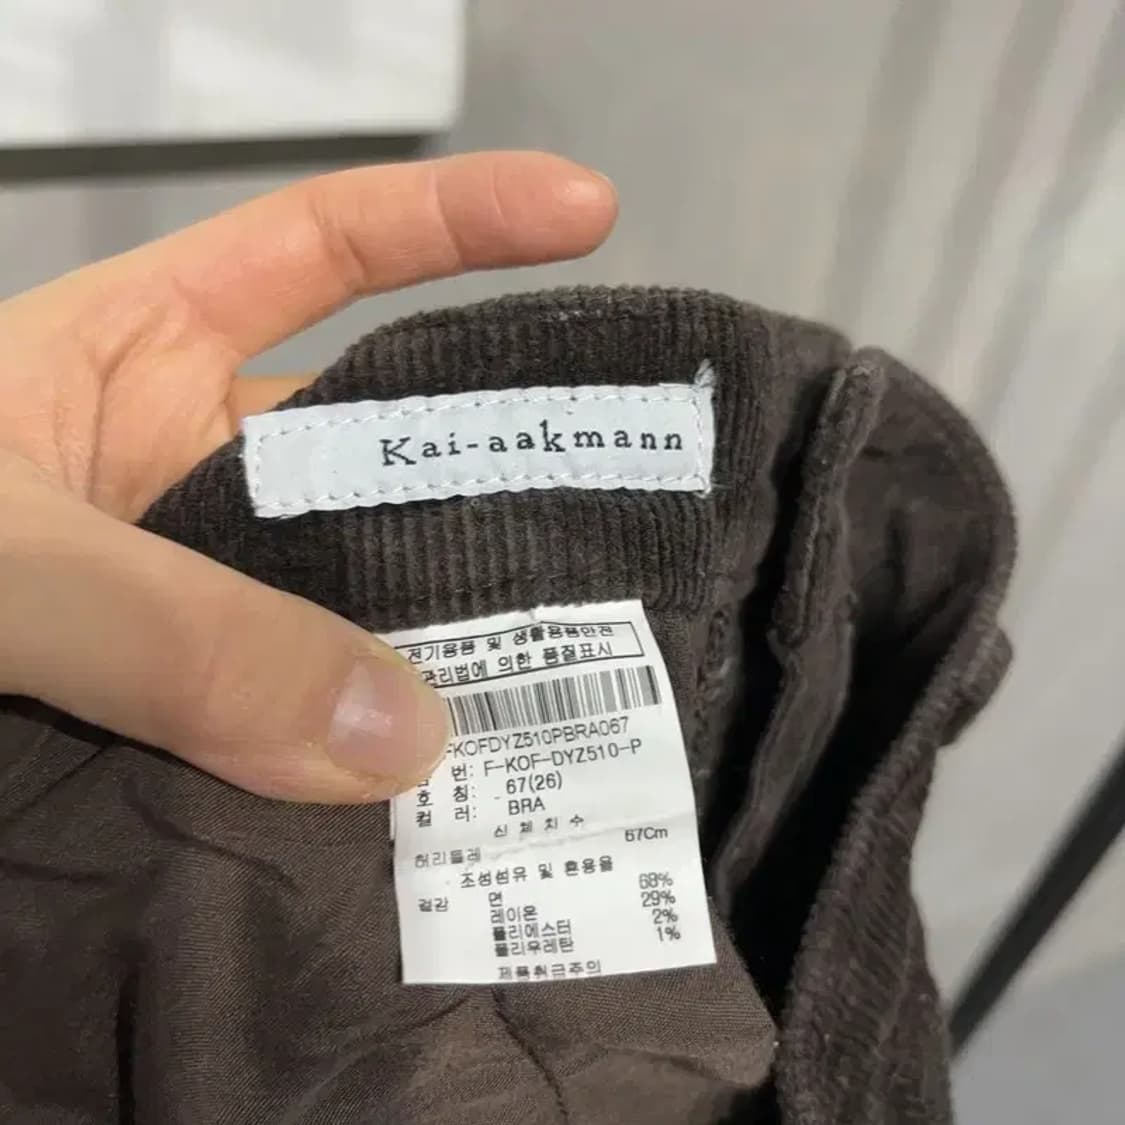 Kai-aakmann
전기용품 및 생활용품안전
관리법에 의한 품질표시
FKOFDYZ510PBRA067
번: F-KOF-DYZ510-P
호 칭: 67(26)
컬 러: BRA
신 체 치 수
허리둘레 67Cm
조성섬유 및 혼용율
겉감 면 68%
레이온 29%
폴리에스터 2%
폴리우레탄 1%
제품취급주의